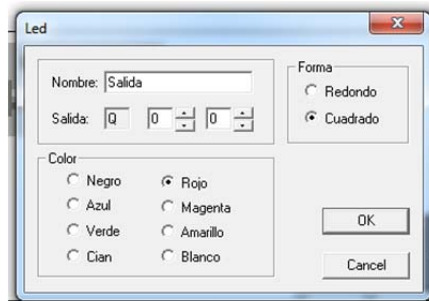 Led
Nombre: Salida
Salida: Q 0 0
Forma
Redondo
Cuadrado
Color
Negro Rojo
Azul Magenta
Verde Amarillo
Cian Blanco
OK
Cancel